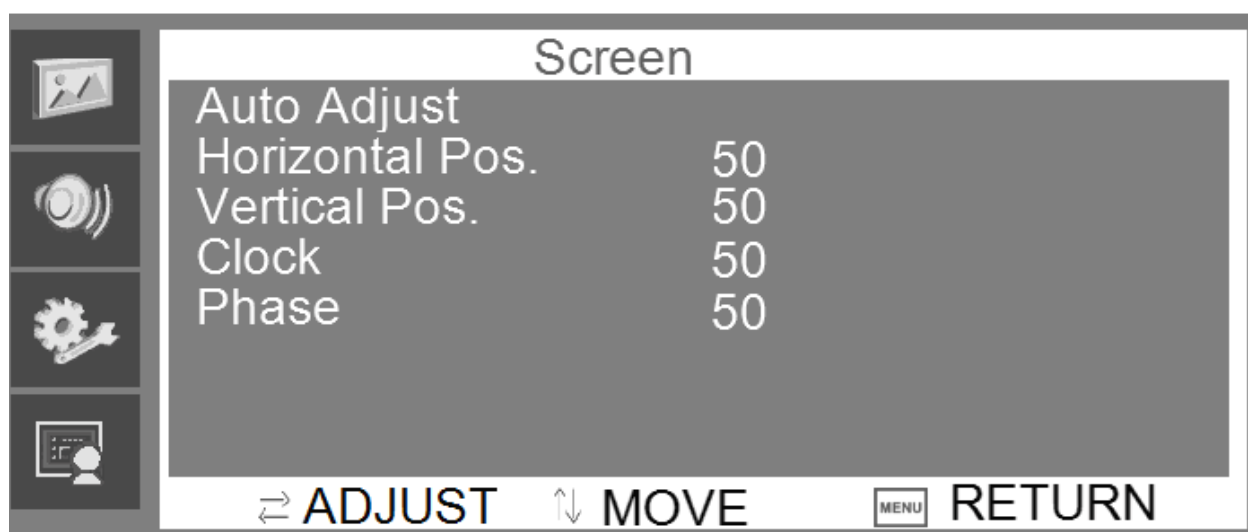 Screen
Auto Adjust
Horizontal Pos. 50
Vertical Pos. 50
Clock 50
Phase 50
ADJUST MOVE MENU RETURN